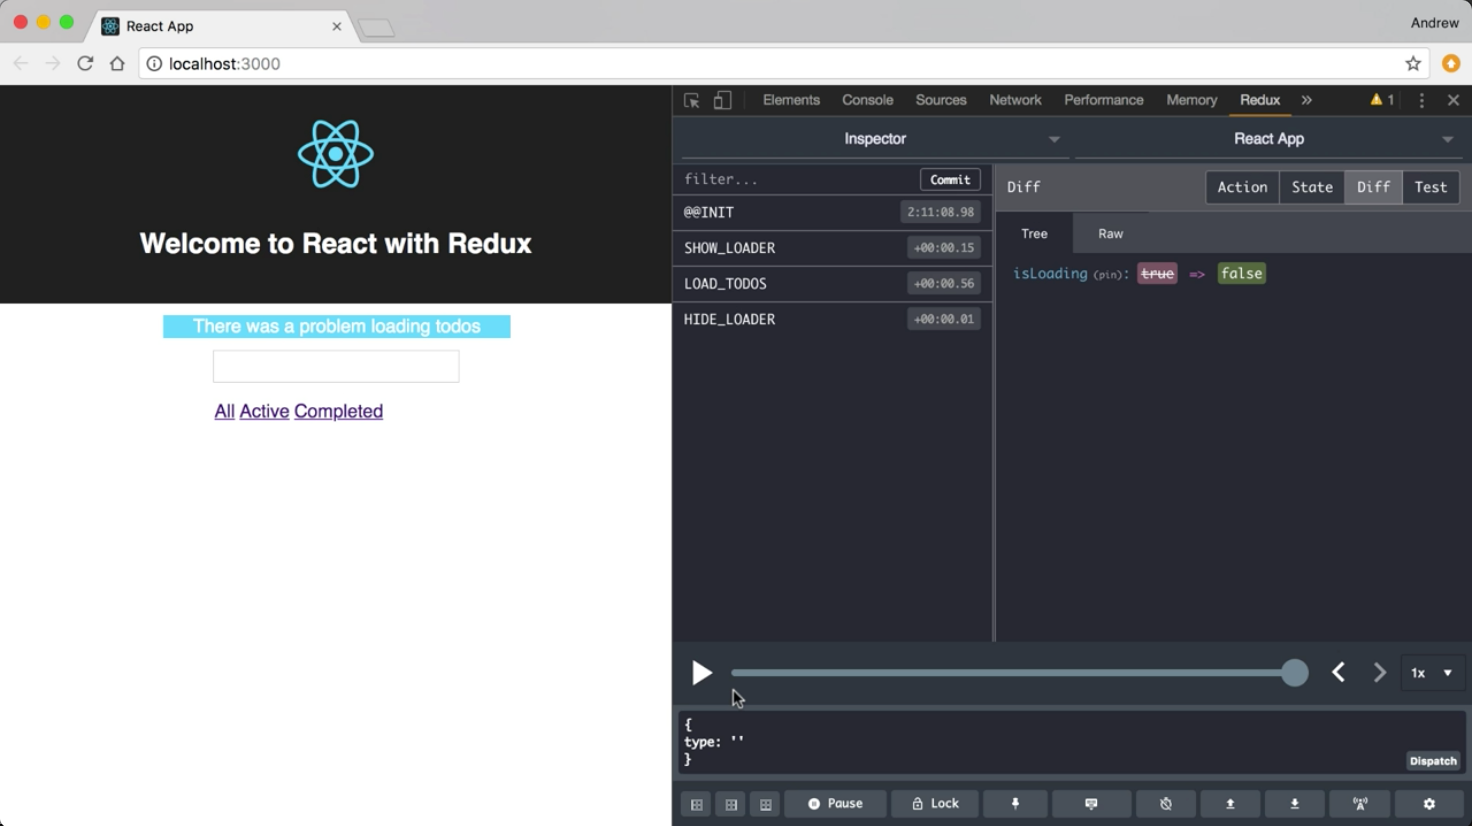 React App
Andrew
localhost:3000
Welcome to React with Redux
There was a problem loading todos
All Active Completed
Elements Console Sources Network Performance Memory Redux » 1
Inspector React App
filter... Commit
@@INIT 2:11:08.98
SHOW_LOADER +00:00.15
LOAD_TODOS +00:00.56
HIDE_LOADER +00:00.01
Diff Action State Diff Test
Tree Raw
isLoading (pin): true => false
1x
{
type: ''
}
Dispatch
Pause Lock